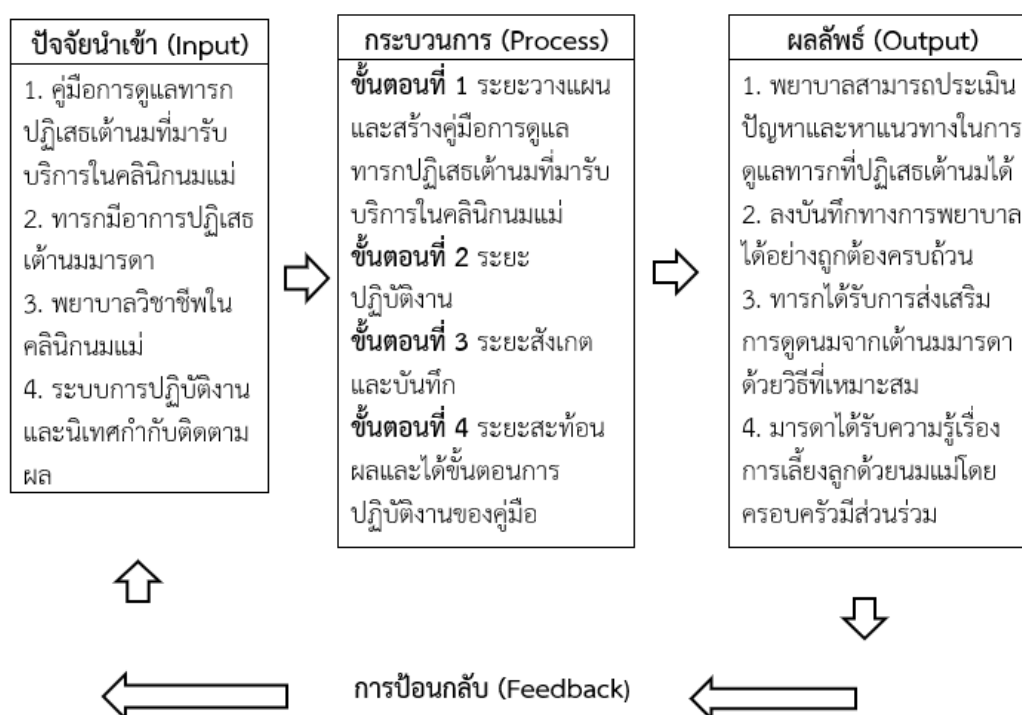 ปัจจัยนำเข้า (Input)
1. คู่มือการดูแลทารก
ปฏิเสธเต้านมที่มารับ
บริการในคลินิกนมแม่
2. ทารกมีอาการปฏิเสธ
เต้านมมารดา
3. พยาบาลวิชาชีพใน
คลินิกนมแม่
4. ระบบการปฏิบัติงาน
และนิเทศกำกับติดตาม
ผล
กระบวนการ (Process)
ขั้นตอนที่ 1 ระยะวางแผน
และสร้างคู่มือการดูแล
ทารกปฏิเสธเต้านมที่มารับ
บริการในคลินิกนมแม่
ขั้นตอนที่ 2 ระยะ
ปฏิบัติงาน
ขั้นตอนที่ 3 ระยะสังเกต
และบันทึก
ขั้นตอนที่ 4 ระยะสะท้อน
ผลและได้ขั้นตอนการ
ปฏิบัติงานของคู่มือ
ผลลัพธ์ (Output)
1. พยาบาลสามารถประเมิน
ปัญหาและหาแนวทางในการ
ดูแลทารกที่ปฏิเสธเต้านมได้
2. ลงบันทึกทางการพยาบาล
ได้อย่างถูกต้องครบถ้วน
3. ทารกได้รับการส่งเสริม
การดูดนมจากเต้านมมารดา
ด้วยวิธีที่เหมาะสม
4. มารดาได้รับความรู้เรื่อง
การเลี้ยงลูกด้วยนมแม่โดย
ครอบครัวมีส่วนร่วม
การป้อนกลับ (Feedback)